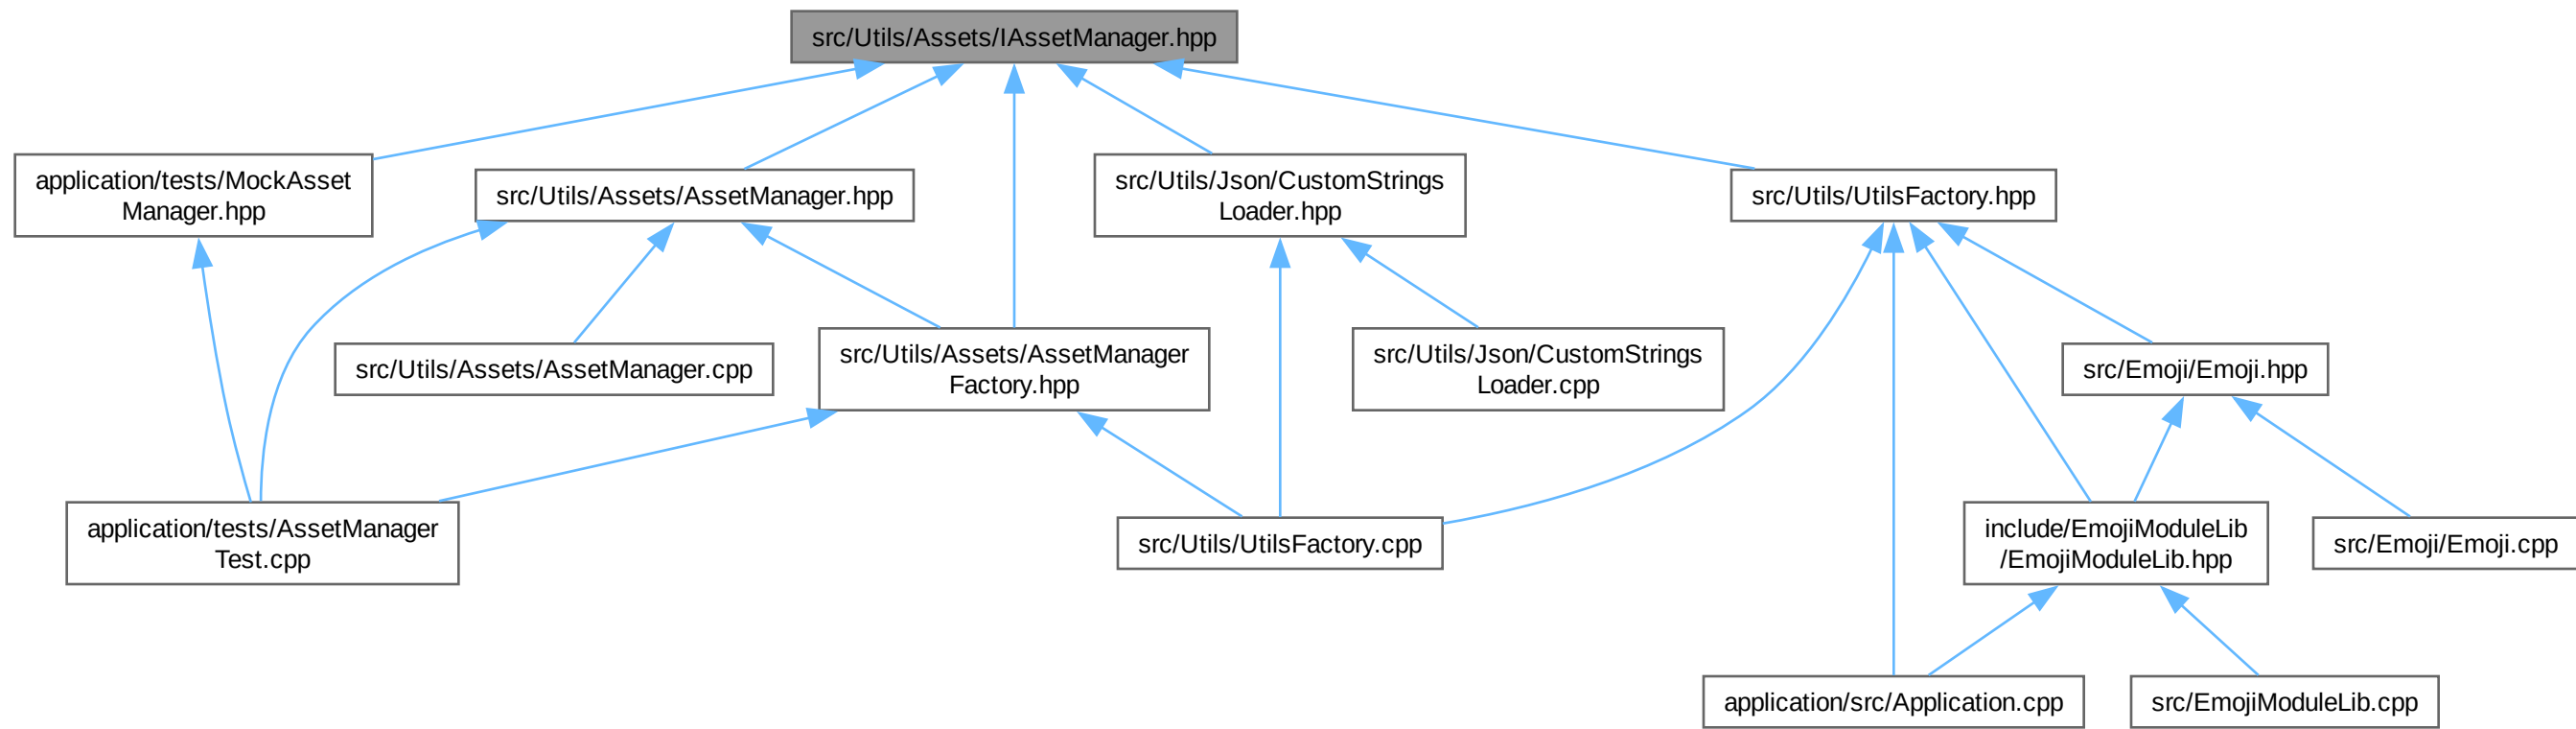 src/Utils/Assets/IAssetManager.hpp
application/tests/MockAsset
Manager.hpp
src/Utils/Assets/AssetManager.hpp
src/Utils/Json/CustomStrings
Loader.hpp
src/Utils/UtilsFactory.hpp
src/Utils/Assets/AssetManager.cpp
src/Utils/Assets/AssetManager
Factory.hpp
src/Utils/Json/CustomStrings
Loader.cpp
src/Emoji/Emoji.hpp
application/tests/AssetManager
Test.cpp
src/Utils/UtilsFactory.cpp
include/EmojiModuleLib
/EmojiModuleLib.hpp
src/Emoji/Emoji.cpp
application/src/Application.cpp
src/EmojiModuleLib.cpp